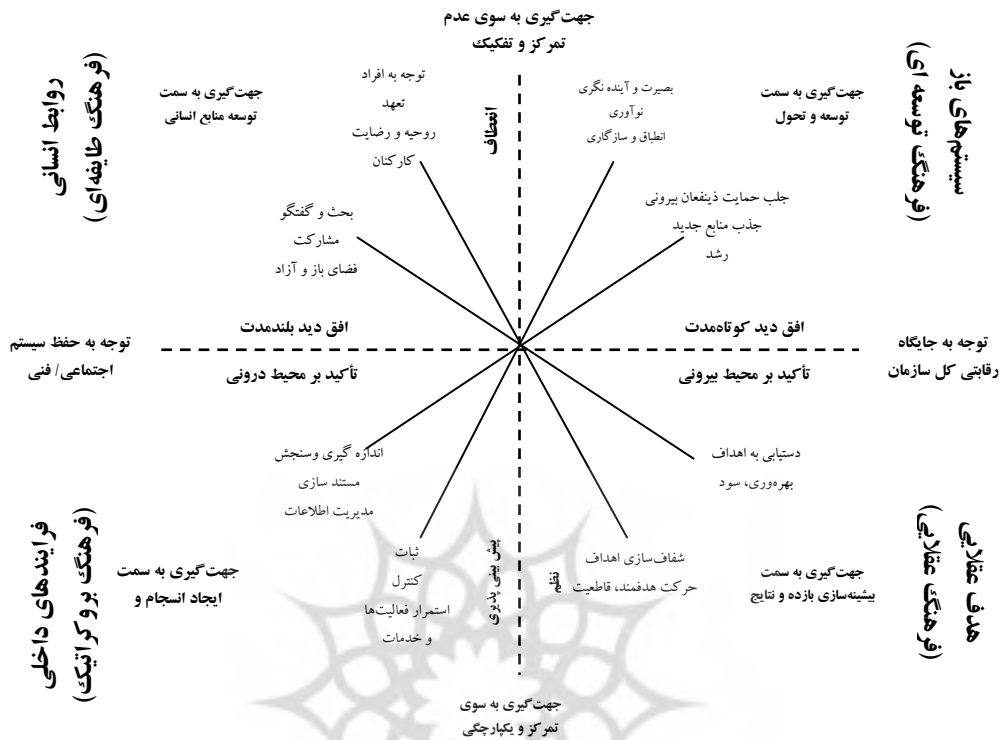 جهت‌گیری به سوی عدم
تمرکز و تفکیک
سیستم‌های باز
(فرهنگ توسعه ای)
جهت‌گیری به سمت
توسعه و تحول
بصیرت و آینده نگری
نوآوری
انطباق و سازگاری
انعطاف
توجه به افراد
تعهد
روحیه و رضایت
کارکنان
جهت‌گیری به سمت
توسعه منابع انسانی
روابط انسانی
(فرهنگ طایفه‌ای)
جلب حمایت ذینفعان بیرونی
جذب منابع جدید
رشد
بحث و گفتگو
مشارکت
فضای باز و آزاد
افق دید کوتاه‌مدت
افق دید بلندمدت
توجه به جایگاه
رقابتی کل سازمان
توجه به حفظ سیستم
اجتماعی/ فنی
تأکید بر محیط بیرونی
تأکید بر محیط درونی
دستیابی به اهداف
بهره‌وری، سود
اندازه گیری وسنجش
مستند سازی
مدیریت اطلاعات
هدف عقلایی
(فرهنگ عقلایی)
جهت‌گیری به سمت
بیشینه‌سازی بازده و نتایج
شفاف‌سازی اهداف
حرکت هدفمند، قاطعیت
نظم
پیش بینی پذیری
ثبات
کنترل
استمرار فعالیت‌ها
و خدمات
جهت‌گیری به سمت
ایجاد انسجام و
فرایندهای داخلی
(فرهنگ بروکراتیک)
جهت‌گیری به سوی
تمرکز و یکپارچگی